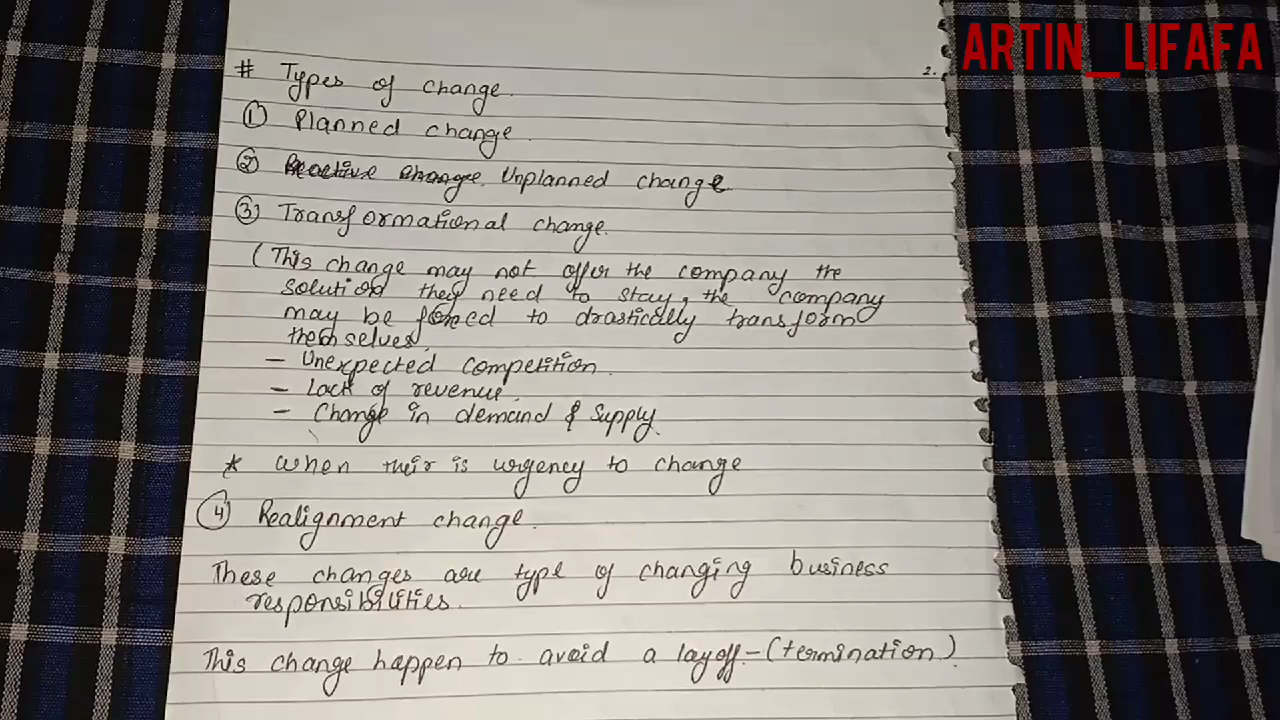 ARTIN_LIFAFA
2.
# Types of change.
① Planned change
② Reactive change. Unplanned change
③ Transformational change.
(This change may not offer the company the
solution they need to stay, the company
may be forced to drastically transform
themselves.
- Unexpected competition.
- Lack of revenue.
- Change in demand & supply.
* when their is urgency to change
④ Realignment change.
These changes are type of changing business
responsibilities.
This change happen to avoid a layoff-(termination).